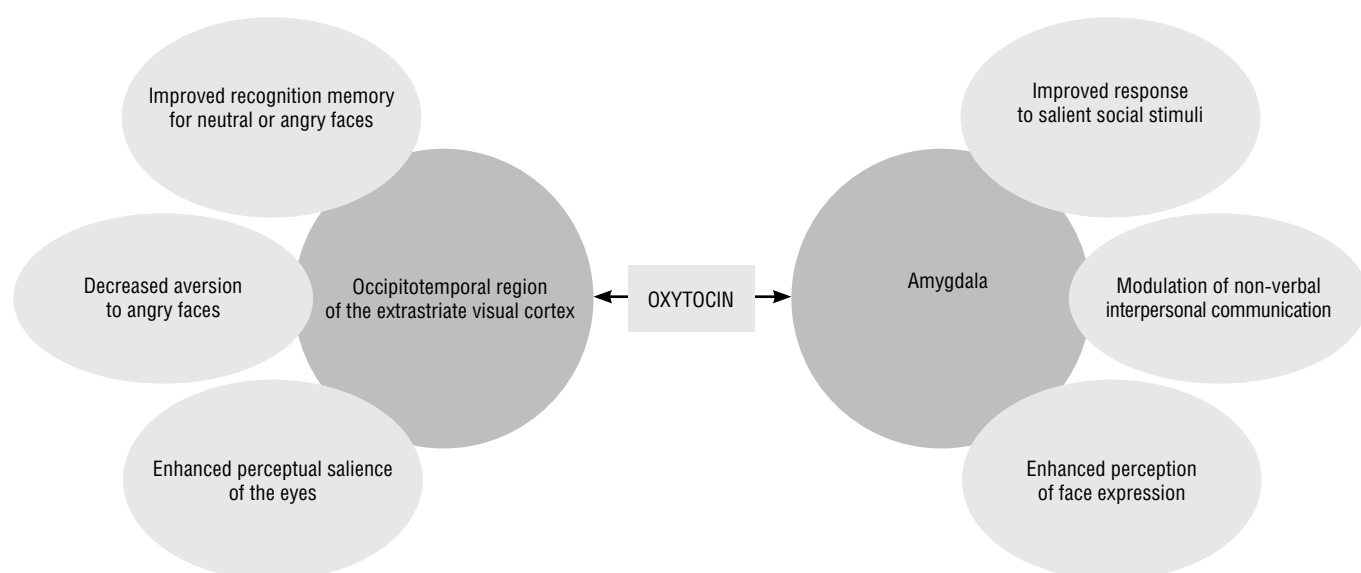 Improved recognition memory
for neutral or angry faces
Decreased aversion
to angry faces
Enhanced perceptual salience
of the eyes
Occipitotemporal region
of the extrastriate visual cortex
OXYTOCIN
Amygdala
Improved response
to salient social stimuli
Modulation of non-verbal
interpersonal communication
Enhanced perception
of face expression